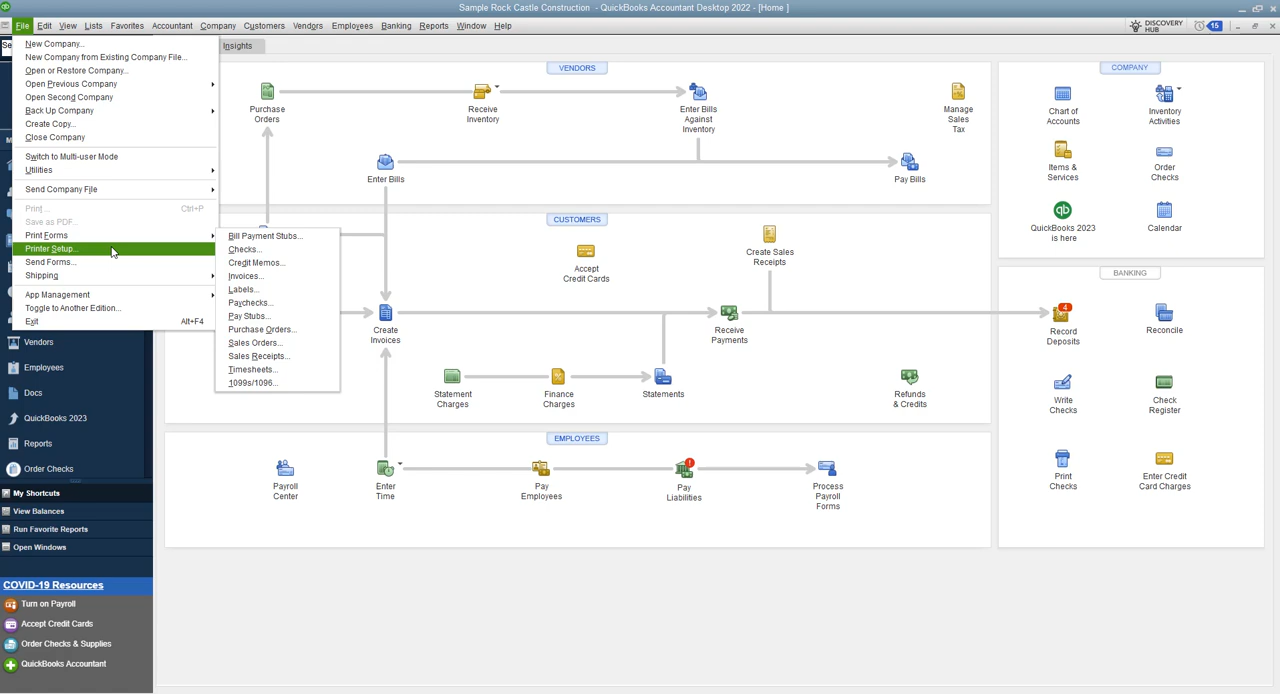 Sample Rock Castle Construction - QuickBooks Accountant Desktop 2022 - [Home ]
File Edit View Lists Favorites Accountant Company Customers Vendors Employees Banking Reports Window Help
DISCOVERY
HUB
15
Se
Insights
New Company...
New Company from Existing Company File...
Open or Restore Company...
Open Previous Company
Open Second Company
Back Up Company
Create Copy...
Close Company
Switch to Multi-user Mode
Utilities
Send Company File
Print ... Ctrl+P
Save as PDF...
Print Forms
Printer Setup...
Send Forms...
Shipping
App Management
Toggle to Another Edition...
Exit Alt+F4
Bill Payment Stubs...
Checks...
Credit Memos...
Invoices...
Labels...
Paychecks...
Pay Stubs...
Purchase Orders...
Sales Orders...
Sales Receipts...
Timesheets...
1099s/1096...
Vendors
Employees
Docs
QuickBooks 2023
Reports
Order Checks
My Shortcuts
View Balances
Run Favorite Reports
Open Windows
COVID-19 Resources
Turn on Payroll
Accept Credit Cards
Order Checks & Supplies
QuickBooks Accountant
VENDORS
Purchase
Orders
Receive
Inventory
Enter Bills
Against
Inventory
Manage
Sales
Tax
Enter Bills
Pay Bills
CUSTOMERS
Accept
Credit Cards
Create Sales
Receipts
Create
Invoices
Receive
Payments
Statement
Charges
Finance
Charges
Statements
Refunds
& Credits
EMPLOYEES
Payroll
Center
Enter
Time
Pay
Employees
!
Pay
Liabilities
Process
Payroll
Forms
COMPANY
Chart of
Accounts
Inventory
Activities
Items &
Services
Order
Checks
qb
QuickBooks 2023
is here
Calendar
BANKING
4
Record
Deposits
Reconcile
Write
Checks
Check
Register
Print
Checks
Enter Credit
Card Charges